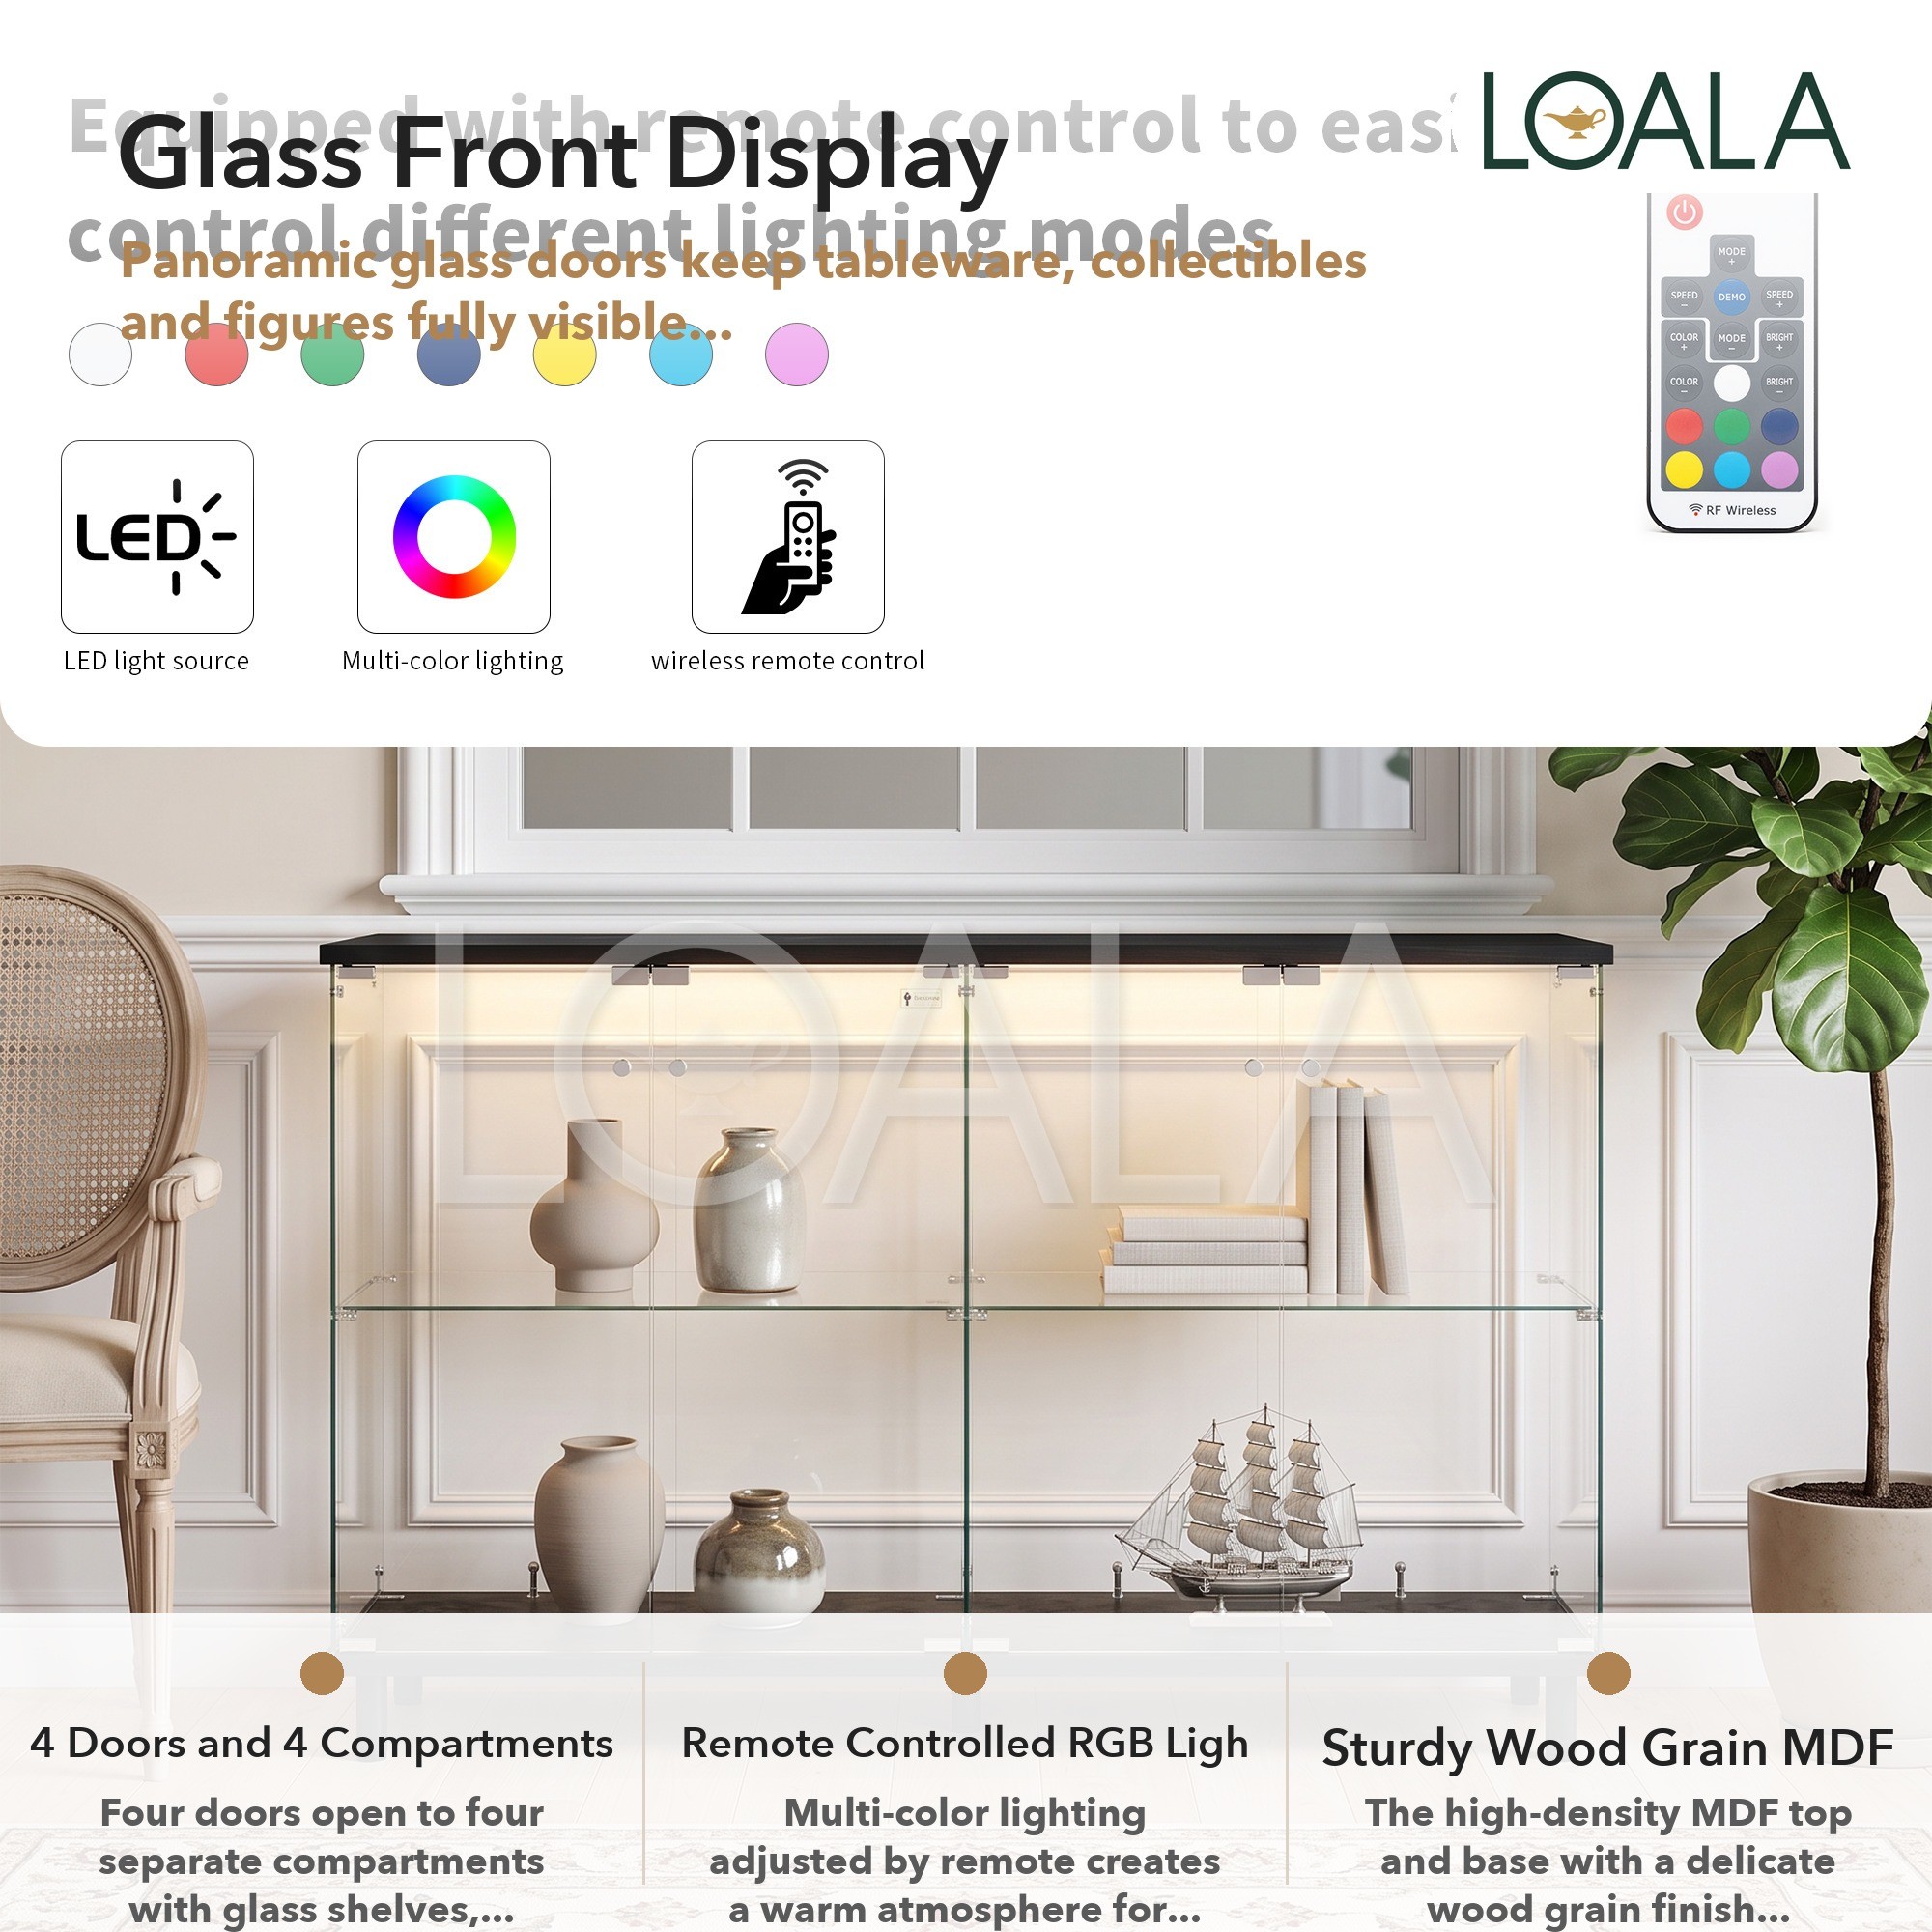 Equipped with remote control to easi
LOALA
Glass Front Display
control different lighting modes
Panoramic glass doors keep tableware, collectibles
and figures fully visible...
MODE
+
SPEED
−
DEMO
SPEED
+
COLOR
+
MODE
−
BRIGHT
+
COLOR
−
BRIGHT
−
RF Wireless
LED
LED light source
Multi-color lighting
wireless remote control
LOALA
4 Doors and 4 Compartments
Four doors open to four
separate compartments
with glass shelves,...
Remote Controlled RGB Ligh
Multi-color lighting
adjusted by remote creates
a warm atmosphere for...
Sturdy Wood Grain MDF
The high-density MDF top
and base with a delicate
wood grain finish...